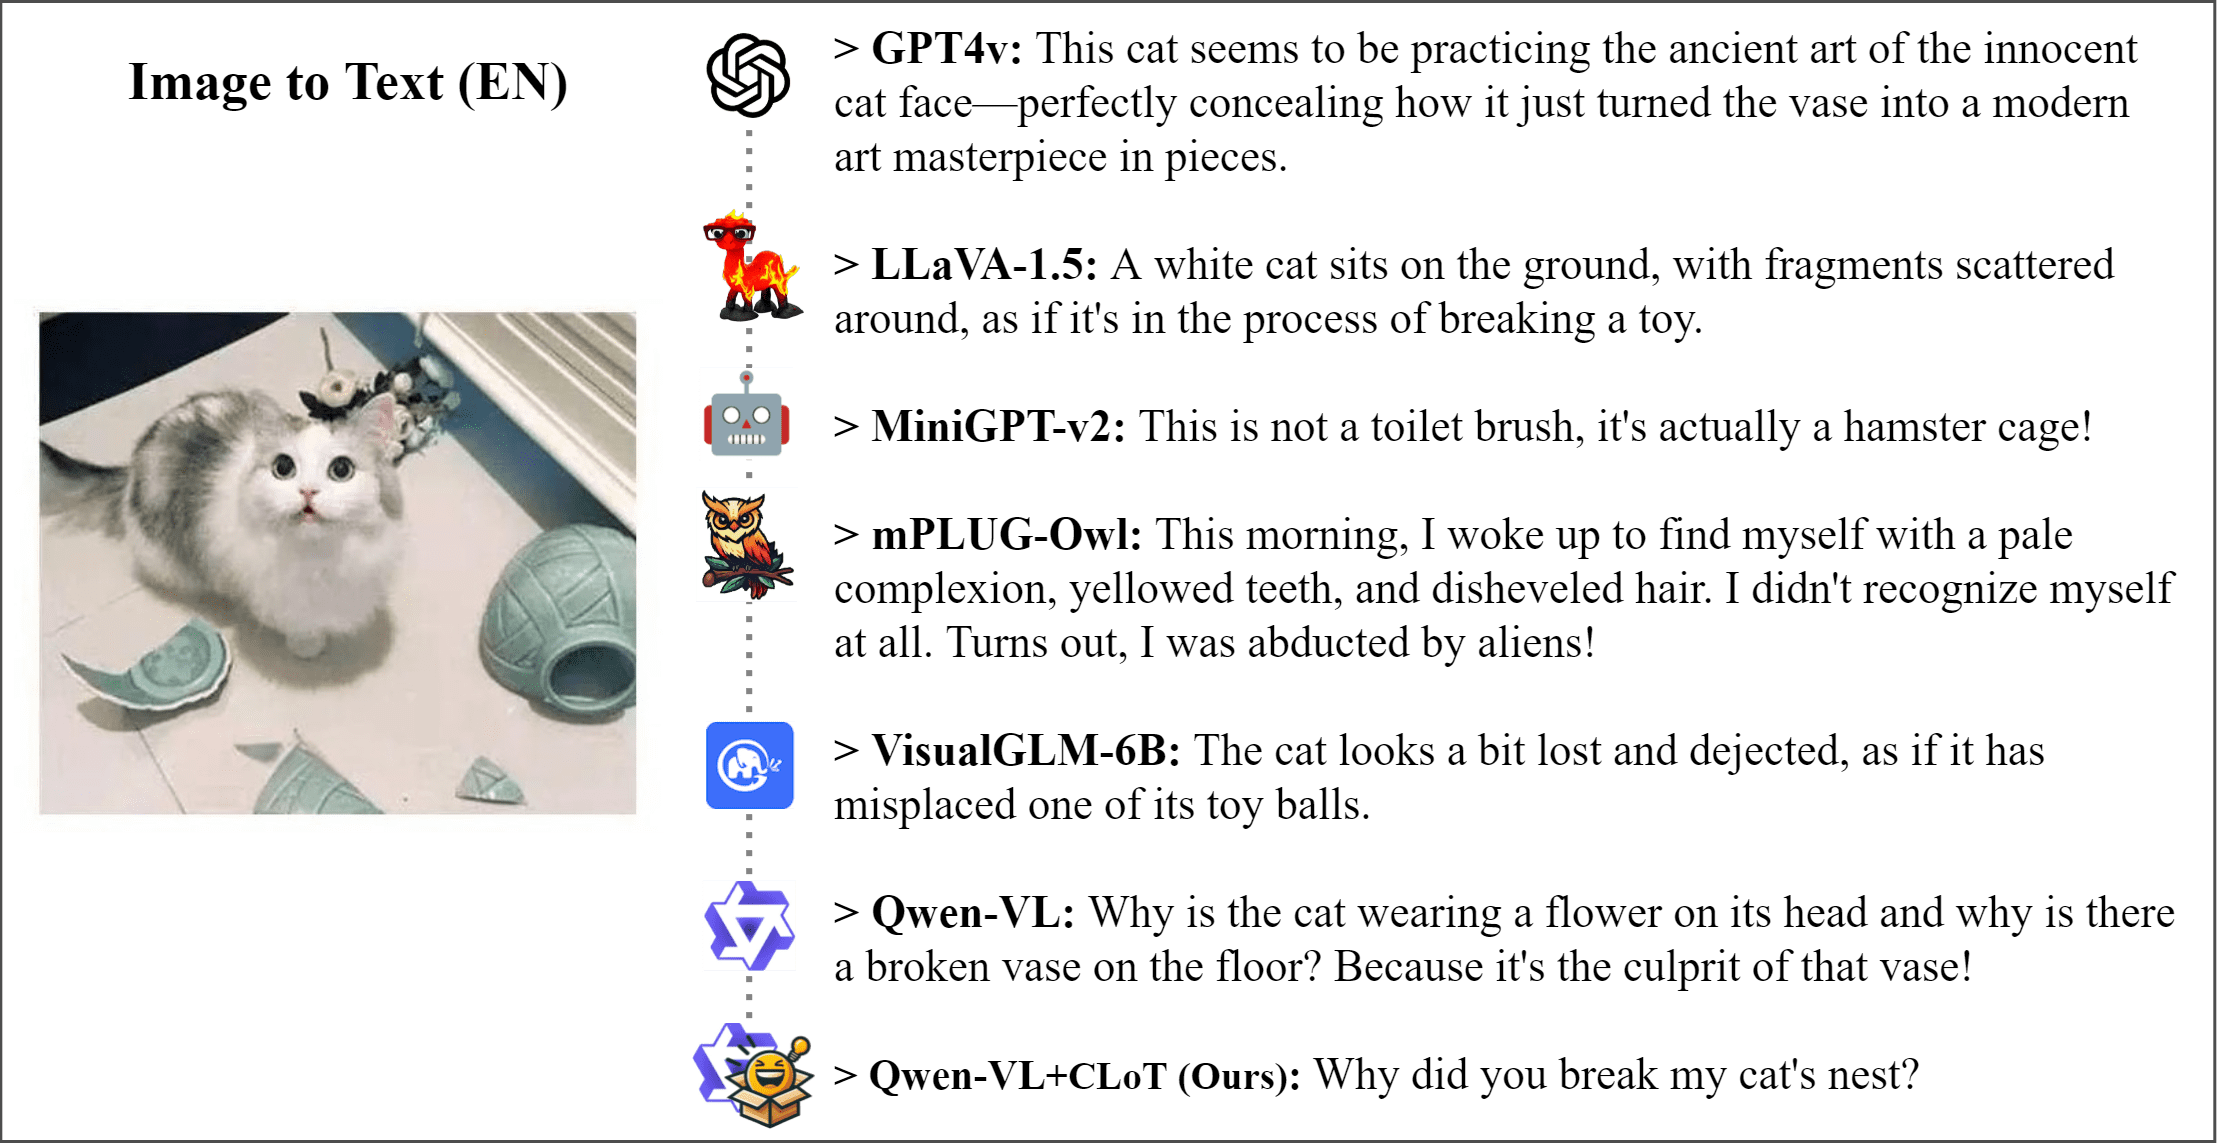 Image to Text (EN)
> GPT4v: This cat seems to be practicing the ancient art of the innocent
cat face—perfectly concealing how it just turned the vase into a modern
art masterpiece in pieces.
> LLaVA-1.5: A white cat sits on the ground, with fragments scattered
around, as if it's in the process of breaking a toy.
> MiniGPT-v2: This is not a toilet brush, it's actually a hamster cage!
> mPLUG-Owl: This morning, I woke up to find myself with a pale
complexion, yellowed teeth, and disheveled hair. I didn't recognize myself
at all. Turns out, I was abducted by aliens!
> VisualGLM-6B: The cat looks a bit lost and dejected, as if it has
misplaced one of its toy balls.
> Qwen-VL: Why is the cat wearing a flower on its head and why is there
a broken vase on the floor? Because it's the culprit of that vase!
> Qwen-VL+CLoT (Ours): Why did you break my cat's nest?